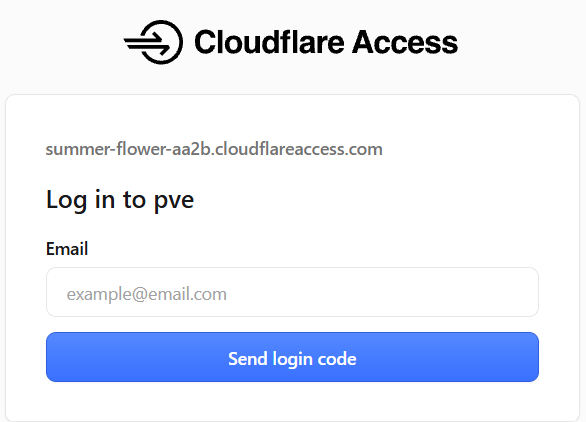 Cloudflare Access
summer-flower-aa2b.cloudflareaccess.com
Log in to pve
Email
example@email.com
Send login code